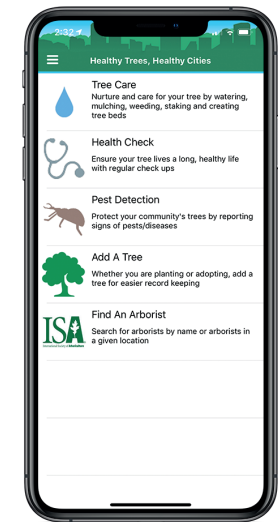 2:32
Healthy Trees, Healthy Cities
Tree Care
Nurture and care for your tree by watering,
mulching, weeding, staking and creating
tree beds
Health Check
Ensure your tree lives a long, healthy life
with regular check ups
Pest Detection
Protect your community's trees by reporting
signs of pests/diseases
Add A Tree
Whether you are planting or adopting, add a
tree for easier record keeping
ISA
Find An Arborist
Search for arborists by name or arborists in
a given location